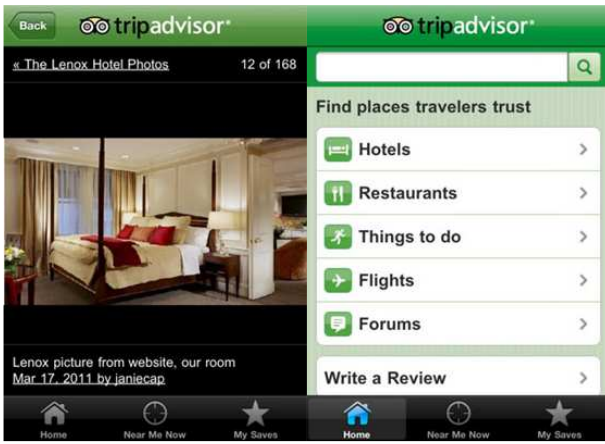 Back
tripadvisor
« The Lenox Hotel Photos
12 of 168
Lenox picture from website, our room
Mar 17, 2011 by janiecap
Home
Near Me Now
My Saves
tripadvisor
Find places travelers trust
Hotels
Restaurants
Things to do
Flights
Forums
Write a Review
Home
Near Me Now
My Saves